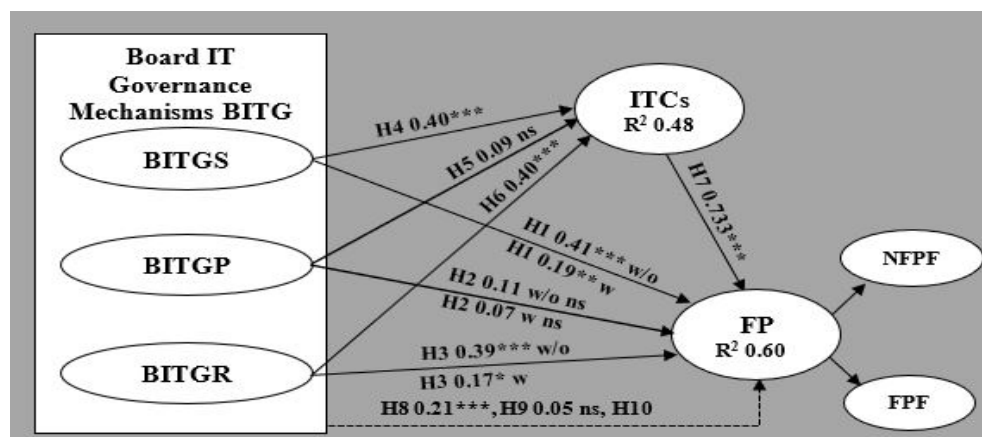 Board IT
Governance
Mechanisms BITG
BITGS
BITGP
BITGR
ITCs
R² 0.48
H4 0.40***
H5 0.09 ns
H6 0.40***
H7 0.733***
H1 0.41*** w/o
H1 0.19** w
H2 0.11 w/o ns
H2 0.07 w ns
H3 0.39*** w/o
H3 0.17* w
H8 0.21***, H9 0.05 ns, H10
FP
R² 0.60
NFPF
FPF